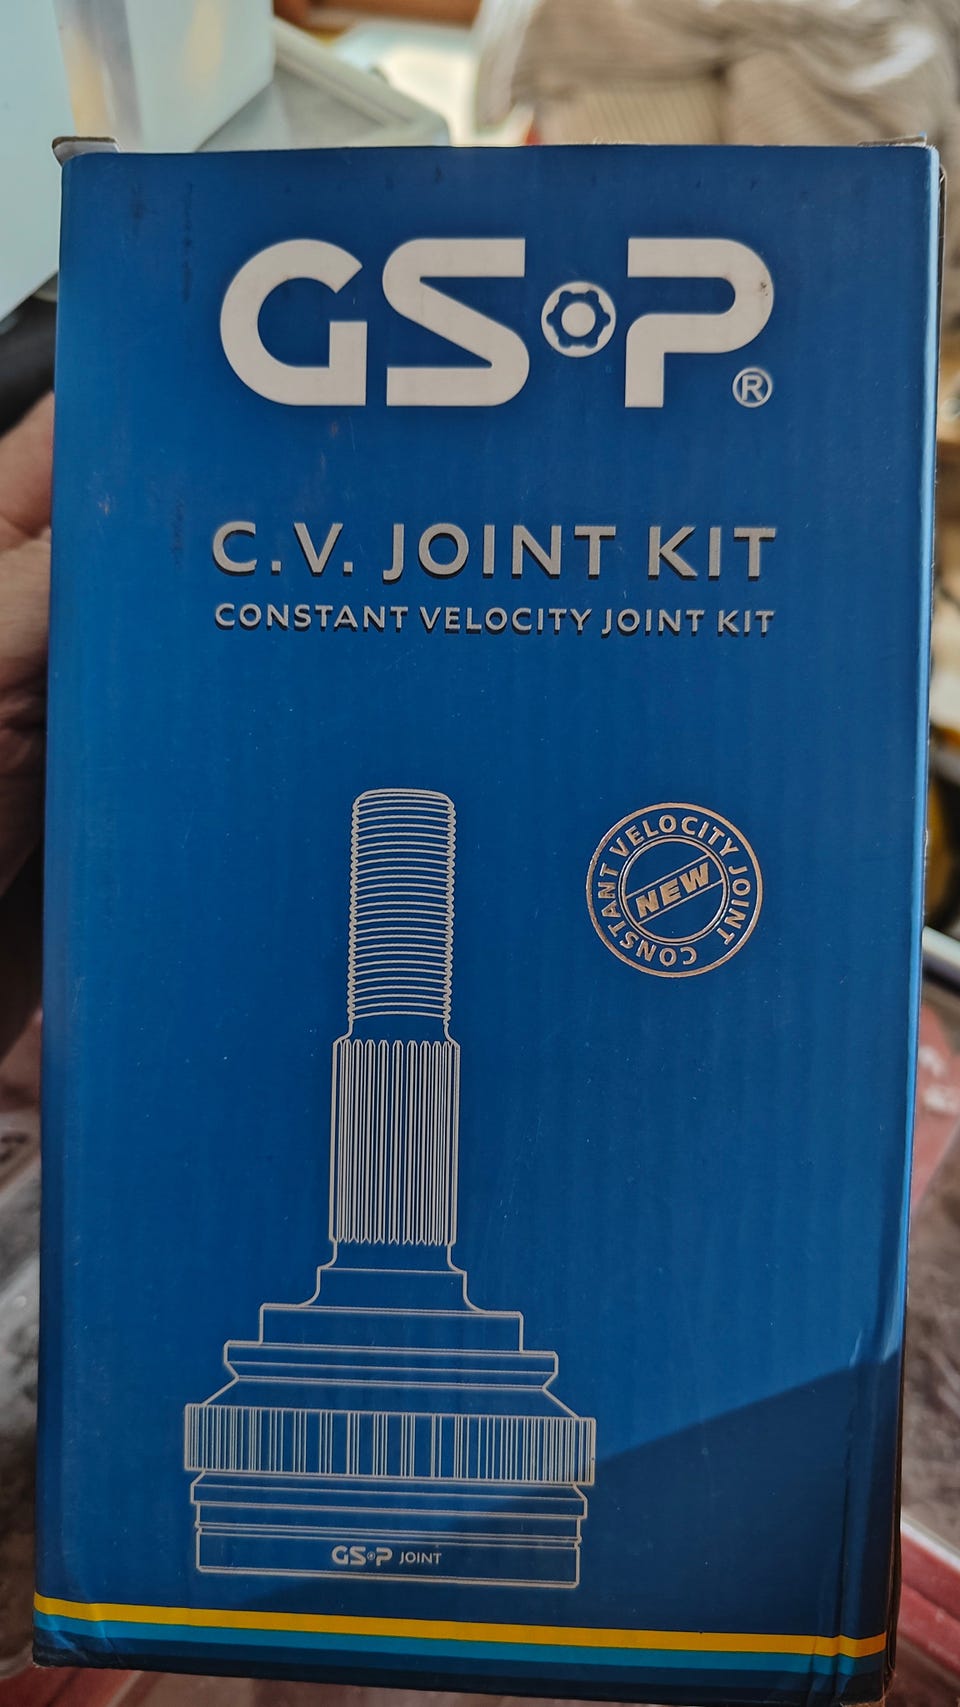 GSP®
C.V. JOINT KIT
CONSTANT VELOCITY JOINT KIT
CONSTANT VELOCITY JOINT
NEW
GSP JOINT